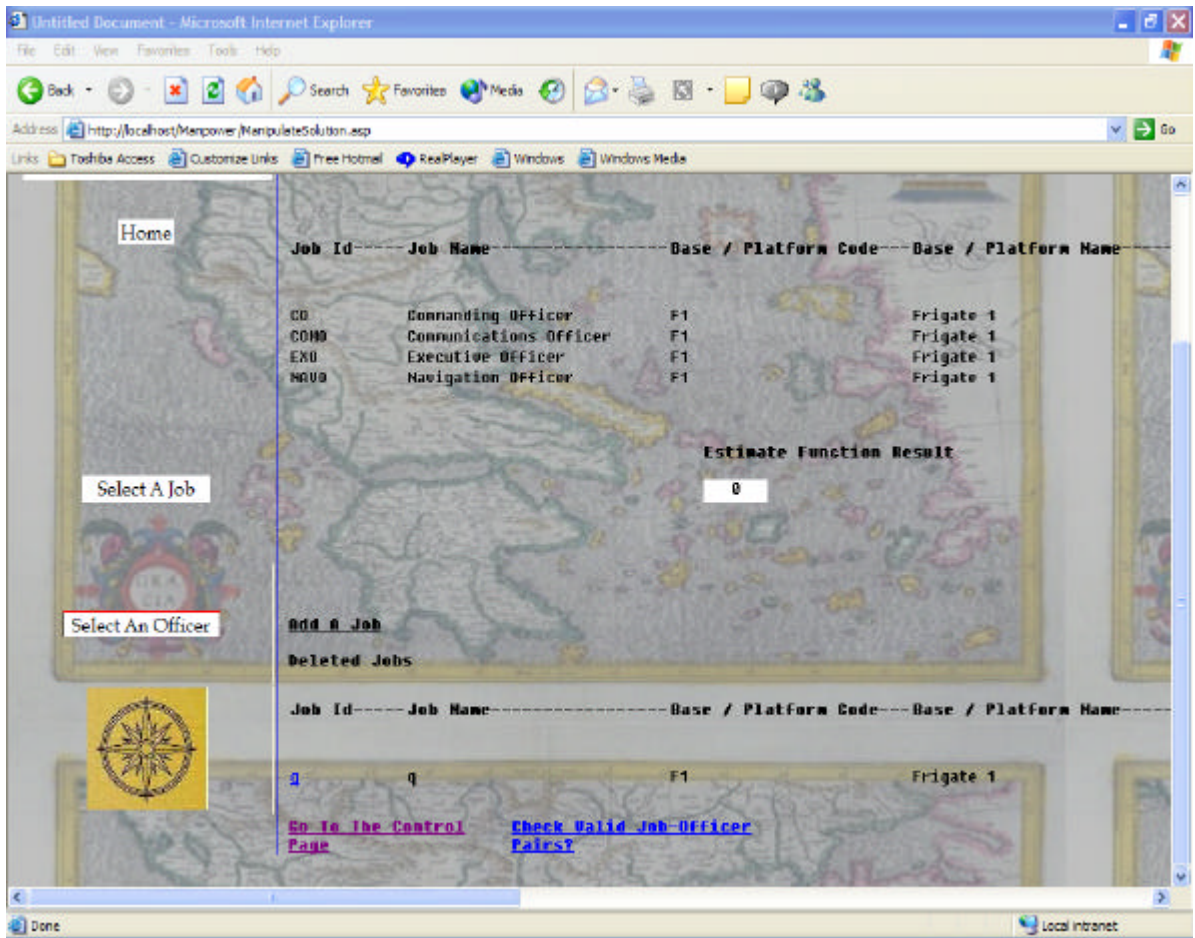 Untitled Document - Microsoft Internet Explorer
File Edit View Favorites Tools Help
Back Search Favorites Media
Address http://localhost/Manpower/ManipulateSolution.asp Go
Links Toshiba Access Customize Links Free Hotmail RealPlayer Windows Windows Media
Home
Job Id-----Job Name----------------------Base / Platform Code---Base / Platform Name-----
CO Commanding Officer F1 Frigate 1
COMO Communications Officer F1 Frigate 1
EXO Executive Officer F1 Frigate 1
NAVO Navigation Officer F1 Frigate 1
Estimate Function Result
Select A Job
0
Select An Officer
Add A Job
Deleted Jobs
Job Id-----Job Name----------------------Base / Platform Code---Base / Platform Name-----
q q F1 Frigate 1
Go To The Control Page
Check Valid Job-Officer Pairs?
Done Local intranet